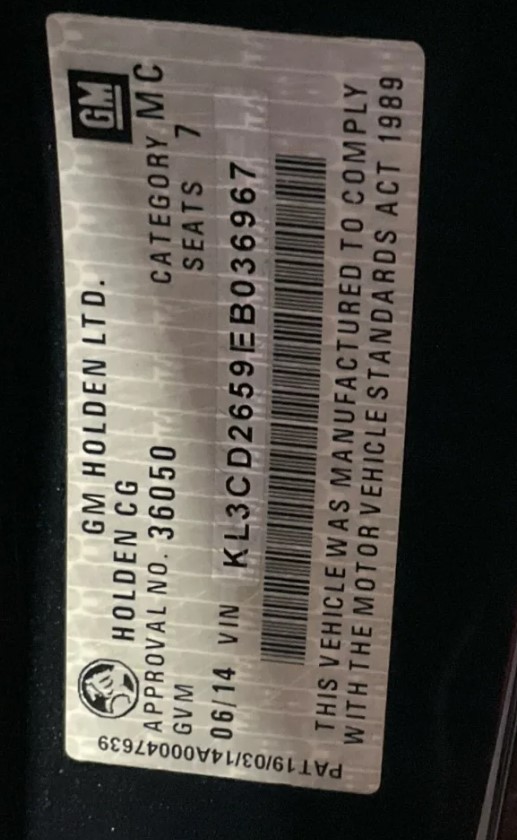 GM HOLDEN LTD.
GM
HOLDEN CG
APPROVAL NO. 36050 CATEGORY MC
GVM SEATS 7
06/14 VIN KL3CD2659EB036967
THIS VEHICLE WAS MANUFACTURED TO COMPLY
WITH THE MOTOR VEHICLE STANDARDS ACT 1989
PAT19/03/14A00047639